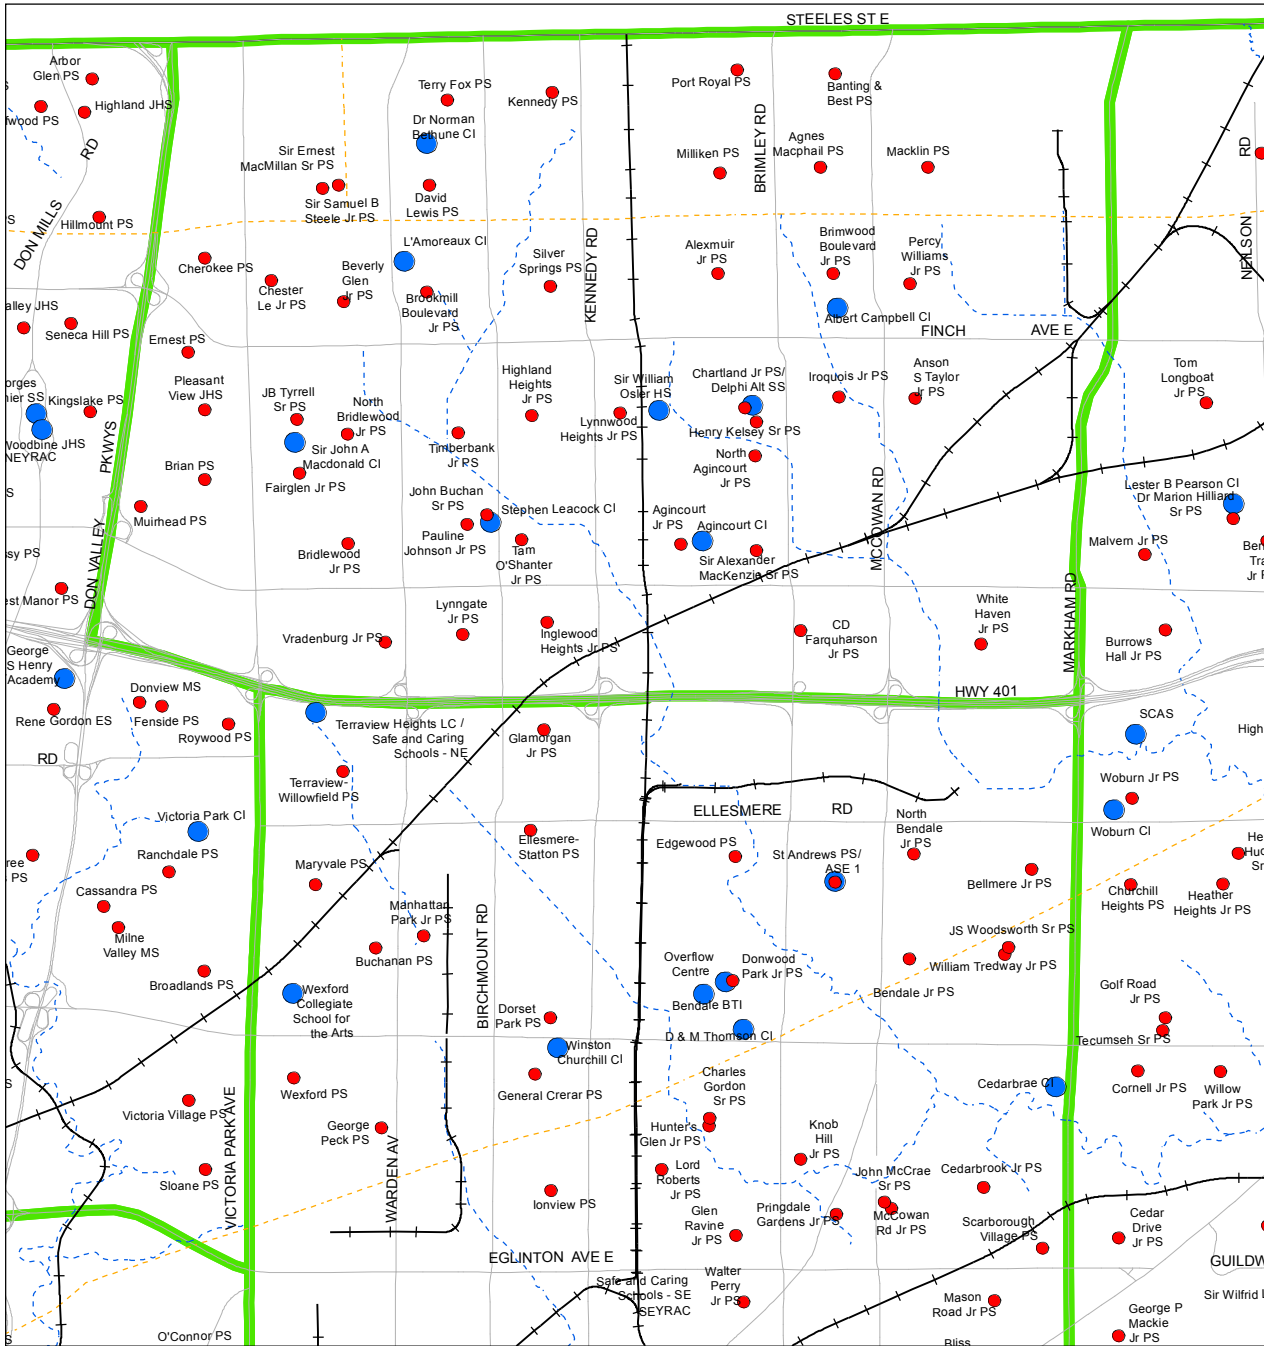 STEELES ST E
Arbor
Glen PS
Highland JHS
fwood PS
Terry Fox PS
Kennedy PS
Port Royal PS
Banting &
Best PS
Dr Norman
Bethune CI
Sir Ernest
MacMillan Sr PS
Sir Samuel B
Steele Jr PS
David
Lewis PS
Milliken PS
BRIMLEY RD
Agnes
Macphail PS
Macklin PS
RD
RD
DON MILLS
Hillmount PS
NEILSON
Cherokee PS
Chester
Le Jr PS
Beverly
Glen
Jr PS
L'Amoreaux CI
Brookmill
Boulevard
Jr PS
Silver
Springs PS
KENNEDY RD
Alexmuir
Jr PS
Brimwood
Boulevard
Jr PS
Percy
Williams
Jr PS
Albert Campbell CI
FINCH
AVE E
alley JHS
Seneca Hill PS
Ernest PS
orges
nier SS
Kingslake PS
Woodbine JHS
NEYRAC
Pleasant
View JHS
JB Tyrrell
Sr PS
North
Bridlewood
Jr PS
Sir John A
Macdonald CI
Fairglen Jr PS
Highland
Heights
Jr PS
Timberbank
Jr PS
Sir William
Osler HS
Lynnwood
Heights Jr PS
Chartland Jr PS/
Delphi Alt SS
Henry Kelsey Sr PS
North
Agincourt
Jr PS
Iroquois Jr PS
Anson
S Taylor
Jr PS
Tom
Longboat
Jr PS
PKWYS
Brian PS
Muirhead PS
DON VALLEY
John Buchan
Sr PS
Stephen Leacock CI
Pauline
Johnson Jr PS
Tam
O'Shanter
Jr PS
Bridlewood
Jr PS
Agincourt
Jr PS
Agincourt CI
Sir Alexander
MacKenzie Sr PS
MCCOWAN RD
Lester B Pearson CI
Dr Marion Hilliard
Sr PS
Malvern Jr PS
Ben
Tra
Jr P
ssy PS
est Manor PS
Vradenburg Jr PS
Lynngate
Jr PS
Inglewood
Heights Jr PS
CD
Farquharson
Jr PS
White
Haven
Jr PS
MARKHAM RD
Burrows
Hall Jr PS
George
S Henry
Academy
Donview MS
Fenside PS
Rene Gordon ES
Roywood PS
HWY 401
SCAS
High
RD
Terraview Heights LC /
Safe and Caring
Schools - NE
Glamorgan
Jr PS
Terraview-
Willowfield PS
Woburn Jr PS
Woburn CI
ELLESMERE
RD
Victoria Park CI
Ranchdale PS
ree
PS
Cassandra PS
Milne
Valley MS
Maryvale PS
Ellesmere-
Statton PS
Edgewood PS
St Andrews PS/
ASE 1
North
Bendale
Jr PS
Bellmere Jr PS
Churchill
Heights PS
Heather
Heights Jr PS
He
Hud
Sr
Manhattan
Park Jr PS
Buchanan PS
BIRCHMOUNT RD
JS Woodsworth Sr PS
William Tredway Jr PS
Bendale Jr PS
Overflow
Centre
Donwood
Park Jr PS
Bendale BTI
D & M Thomson CI
Golf Road
Jr PS
Tecumseh Sr PS
Broadlands PS
Wexford
Collegiate
School for
the Arts
Dorset
Park PS
Winston
Churchill CI
General Crerar PS
Charles
Gordon
Sr PS
Cedarbrae CI
Cornell Jr PS
Willow
Park Jr PS
S
Victoria Village PS
VICTORIA PARK AVE
Wexford PS
George
Peck PS
WARDEN AV
Hunter's
Glen Jr PS
Knob
Hill
Jr PS
Lord
Roberts
Jr PS
John McCrae
Sr PS
Cedarbrook Jr PS
Sloane PS
Ionview PS
Glen
Ravine
Jr PS
Pringdale
Gardens Jr PS
McCowan
Rd Jr PS
Scarborough
Village PS
Cedar
Drive
Jr PS
EGLINTON AVE E
GUILDW
Safe and Caring
Schools - SE
SEYRAC
Walter
Perry
Jr PS
Mason
Road Jr PS
Sir Wilfrid L
George P
Mackie
Jr PS
O'Connor PS
Bliss